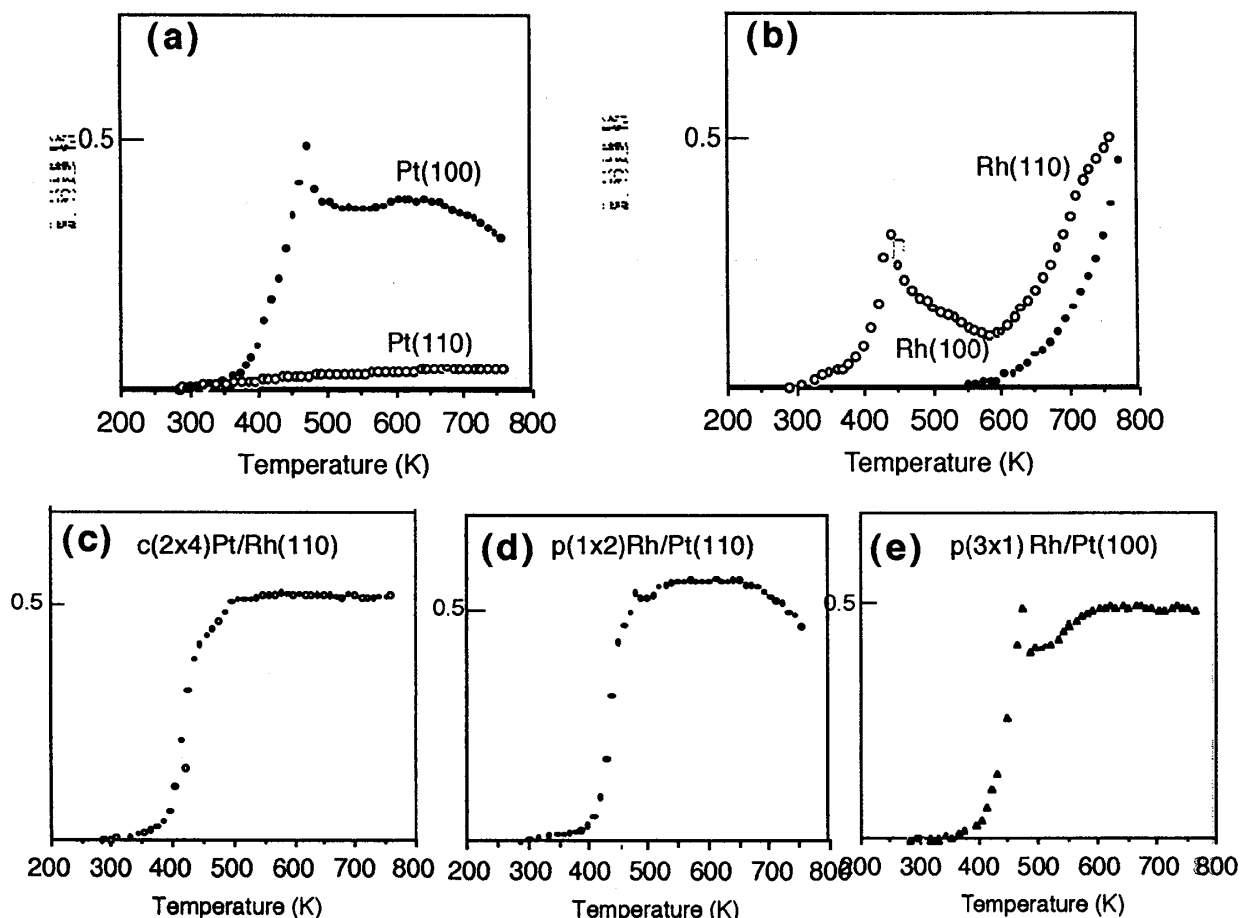 (a)
0.5
Pt(100)
Pt(110)
200 300 400 500 600 700 800
Temperature (K)
(b)
0.5
Rh(110)
Rh(100)
200 300 400 500 600 700 800
Temperature (K)
(c) c(2x4)Pt/Rh(110)
0.5
200 300 400 500 600 700 800
Temperature (K)
(d) p(1x2)Rh/Pt(110)
0.5
200 300 400 500 600 700 800
Temperature (K)
(e) p(3x1) Rh/Pt(100)
0.5
300 400 500 600 700 800
Temperature (K)